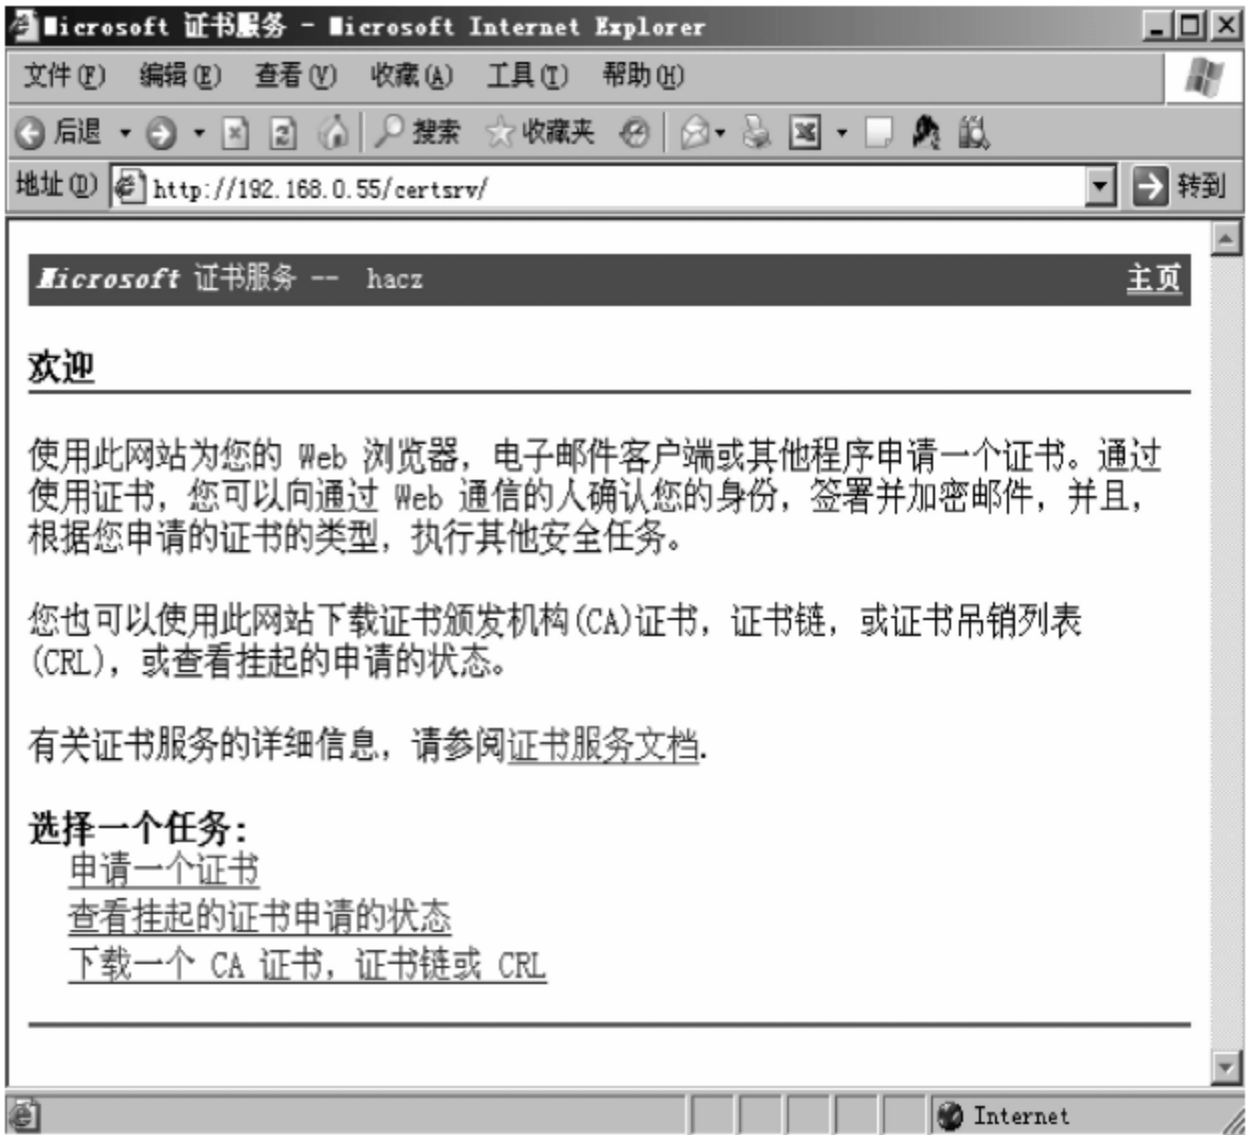 Microsoft 证书服务 - Microsoft Internet Explorer
文件(F) 编辑(E) 查看(V) 收藏(A) 工具(T) 帮助(H)
后退 搜索 收藏夹
地址(D) http://192.168.0.55/certsrv/ 转到
Microsoft 证书服务 -- hacz 主页
欢迎
使用此网站为您的 Web 浏览器，电子邮件客户端或其他程序申请一个证书。通过
使用证书，您可以向通过 Web 通信的人确认您的身份，签署并加密邮件，并且，
根据您申请的证书的类型，执行其他安全任务。
您也可以使用此网站下载证书颁发机构(CA)证书，证书链，或证书吊销列表
(CRL)，或查看挂起的申请的状态。
有关证书服务的详细信息，请参阅证书服务文档.
选择一个任务:
申请一个证书
查看挂起的证书申请的状态
下载一个 CA 证书，证书链或 CRL
Internet